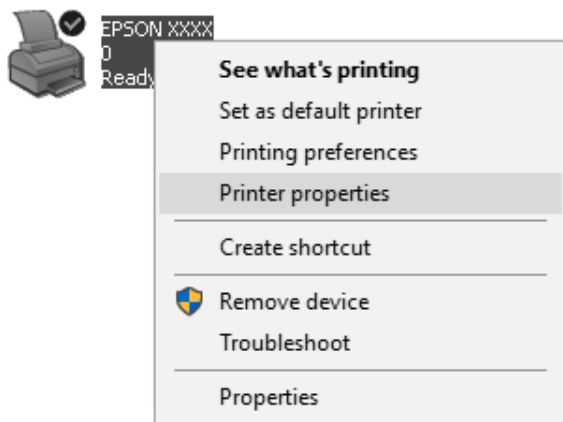 EPSON XXXX
0
Ready
See what's printing
Set as default printer
Printing preferences
Printer properties
Create shortcut
Remove device
Troubleshoot
Properties